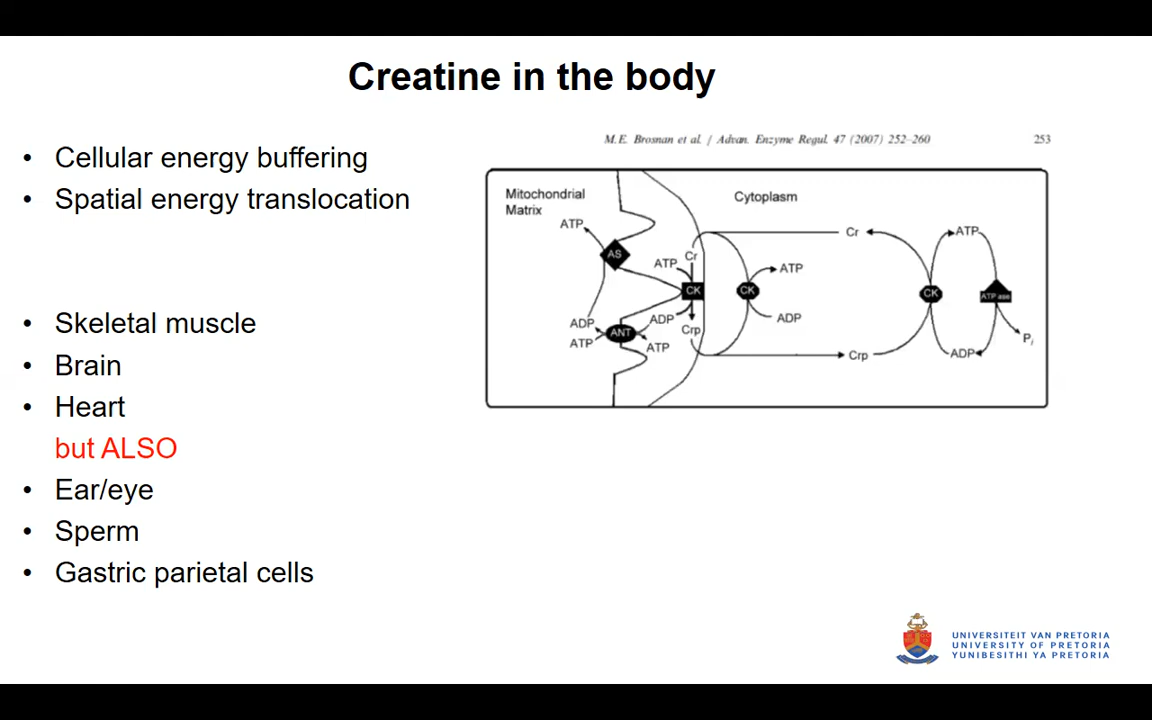 Creatine in the body
• Cellular energy buffering
• Spatial energy translocation
• Skeletal muscle
• Brain
• Heart
but ALSO
• Ear/eye
• Sperm
• Gastric parietal cells
M.E. Brosnan et al. / Advan. Enzyme Regul. 47 (2007) 252–260 253
Mitochondrial
Matrix
Cytoplasm
ATP
AS
ADP
ATP
ANT
ATP
Cr
CK
ADP
Crp
ATP
CK
ATP
ADP
Cr
Crp
CK
ATP
ATP ase
ADP
Pi
UNIVERSITEIT VAN PRETORIA
UNIVERSITY OF PRETORIA
YUNIBESITHI YA PRETORIA